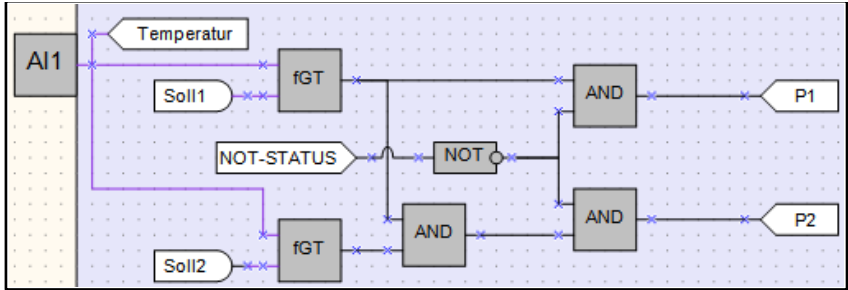 Temperatur
AI1
fGT
Soll1
AND
P1
NOT-STATUS
NOT
AND
P2
AND
fGT
Soll2